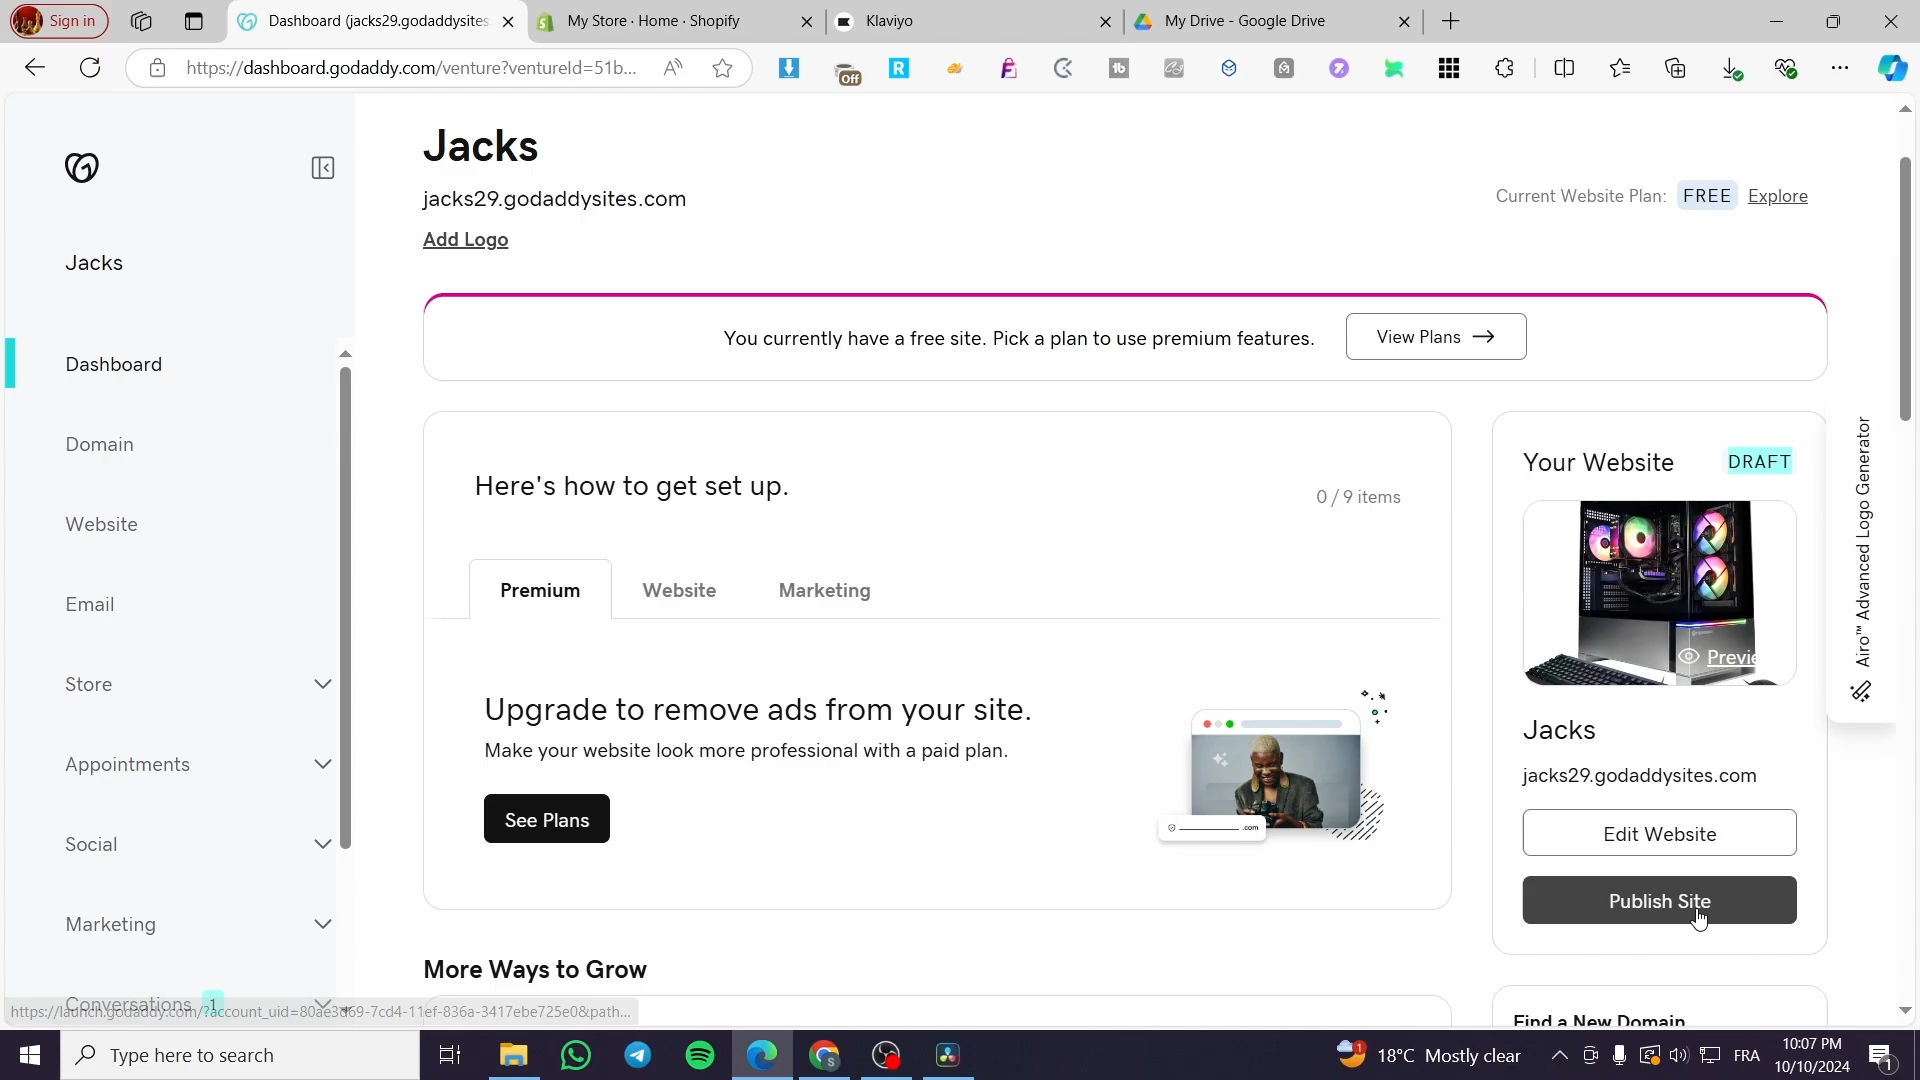 Sign in
Dashboard (jacks29.godaddysites
My Store · Home · Shopify
Klaviyo
My Drive - Google Drive
https://dashboard.godaddy.com/venture?ventureId=51b...
Off
Jacks
jacks29.godaddysites.com
Add Logo
Current Website Plan: FREE Explore
You currently have a free site. Pick a plan to use premium features.
View Plans
Jacks
Dashboard
Domain
Website
Email
Store
Appointments
Social
Marketing
Conversations 1
Here's how to get set up.
0 / 9 items
Premium
Website
Marketing
Upgrade to remove ads from your site.
Make your website look more professional with a paid plan.
See Plans
.com
More Ways to Grow
Your Website
DRAFT
Previe
Jacks
jacks29.godaddysites.com
Edit Website
Publish Site
Find a New Domain
Airo™ Advanced Logo Generator
Type here to search
18°C Mostly clear
FRA
10:07 PM
10/10/2024
1